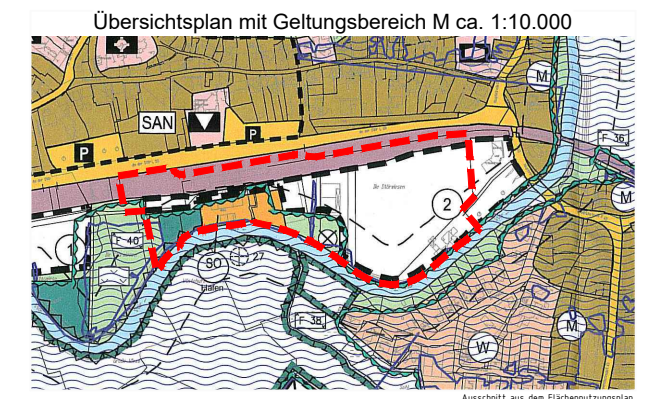 Übersichtsplan mit Geltungsbereich M ca. 1:10.000
M
SAN
P
P
F 36
2
M
1
F 40
SO
27
Hafen
F 38
M
W
Ausschnitt aus dem Flächennutzungsplan